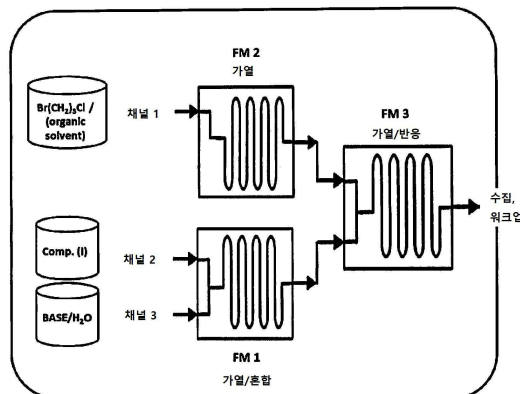 FM 2
가열
Br(CH₂)₃Cl /
(organic
solvent)
채널 1
FM 3
가열/반응
수집,
워크업
Comp. (I)
채널 2
BASE/H₂O
채널 3
FM 1
가열/혼합